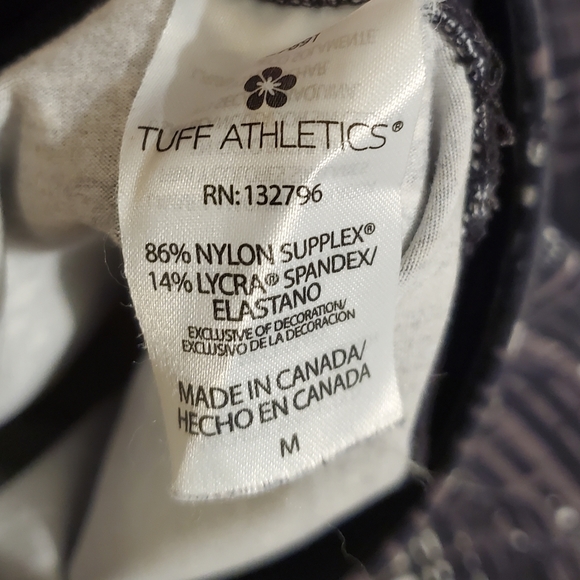 TUFF ATHLETICS®
RN: 132796
86% NYLON SUPPLEX®
14% LYCRA® SPANDEX/
ELASTANO
EXCLUSIVE OF DECORATION/
EXCLUSIVO DE LA DECORACION
MADE IN CANADA/
HECHO EN CANADA
M